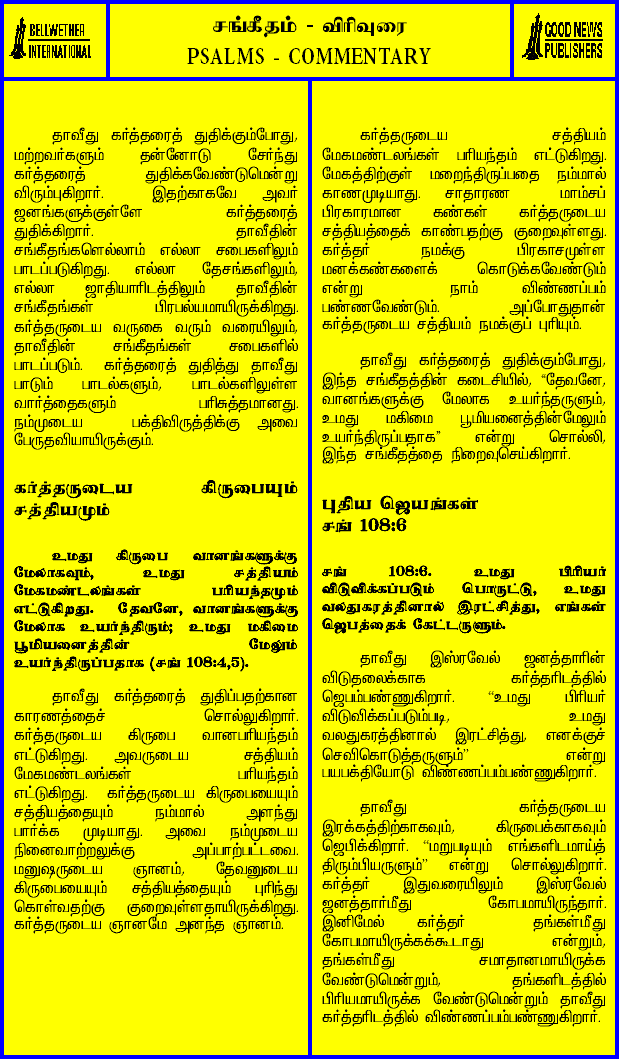 BELLWETHER
INTERNATIONAL
சங்கீதம் - விரிவுரை
PSALMS - COMMENTARY
GOOD NEWS
PUBLISHERS
தாவீது கர்த்தரைத் துதிக்கும்போது,
மற்றவர்களும் தன்னோடு சேர்ந்து
கர்த்தரைத் துதிக்கவேண்டுமென்று
விரும்புகிறார். இதற்காகவே அவர்
ஜனங்களுக்குள்ளே கர்த்தரைத்
துதிக்கிறார். தாவீதின்
சங்கீதங்களெல்லாம் எல்லா சபைகளிலும்
பாடப்படுகிறது. எல்லா தேசங்களிலும்,
எல்லா ஜாதியாரிடத்திலும் தாவீதின்
சங்கீதங்கள் பிரபல்யமாயிருக்கிறது.
கர்த்தருடைய வருகை வரும் வரையிலும்,
தாவீதின் சங்கீதங்கள் சபைகளில்
பாடப்படும். கர்த்தரைத் துதித்து தாவீது
பாடும் பாடல்களும், பாடல்களிலுள்ள
வார்த்தைகளும் பரிசுத்தமானது.
நம்முடைய பக்திவிருத்திக்கு அவை
பேருதவியாயிருக்கும்.
கர்த்தருடைய கிருபையும்
சத்தியமும்
உமது கிருபை வானங்களுக்கு
மேலாகவும், உமது சத்தியம்
மேகமண்டலங்கள் பரியந்தமும்
எட்டுகிறது. தேவனே, வானங்களுக்கு
மேலாக உயர்ந்திரும்; உமது மகிமை
பூமியனைத்தின் மேலும்
உயர்ந்திருப்பதாக (சங் 108:4,5).
தாவீது கர்த்தரைத் துதிப்பதற்கான
காரணத்தைச் சொல்லுகிறார்.
கர்த்தருடைய கிருபை வானபரியந்தம்
எட்டுகிறது. அவருடைய சத்தியம்
மேகமண்டலங்கள் பரியந்தம்
எட்டுகிறது. கர்த்தருடைய கிருபையையும்
சத்தியத்தையும் நம்மால் அளந்து
பார்க்க முடியாது. அவை நம்முடைய
நினைவாற்றலுக்கு அப்பாற்பட்டவை.
மனுஷருடைய ஞானம், தேவனுடைய
கிருபையையும் சத்தியத்தையும் புரிந்து
கொள்வதற்கு குறைவுள்ளதாயிருக்கிறது.
கர்த்தருடைய ஞானமே அனந்த ஞானம்.
கர்த்தருடைய சத்தியம்
மேகமண்டலங்கள் பரியந்தம் எட்டுகிறது.
மேகத்திற்குள் மறைந்திருப்பதை நம்மால்
காணமுடியாது. சாதாரண மாம்சப்
பிரகாரமான கண்கள் கர்த்தருடைய
சத்தியத்தைக் காண்பதற்கு குறைவுள்ளது.
கர்த்தர் நமக்கு பிரகாசமுள்ள
மனக்கண்களைக் கொடுக்கவேண்டும்
என்று நாம் விண்ணப்பம்
பண்ணவேண்டும். அப்போதுதான்
கர்த்தருடைய சத்தியம் நமக்குப் புரியும்.
தாவீது கர்த்தரைத் துதிக்கும்போது,
இந்த சங்கீதத்தின் கடைசியில், “தேவனே,
வானங்களுக்கு மேலாக உயர்ந்தருளும்,
உமது மகிமை பூமியனைத்தின்மேலும்
உயர்ந்திருப்பதாக” என்று சொல்லி,
இந்த சங்கீதத்தை நிறைவுசெய்கிறார்.
புதிய ஜெயங்கள்
சங் 108:6
சங் 108:6. உமது பிரியர்
விடுவிக்கப்படும் பொருட்டு, உமது
வலதுகரத்தினால் இரட்சித்து, எங்கள்
ஜெபத்தைக் கேட்டருளும்.
தாவீது இஸ்ரவேல் ஜனத்தாரின்
விடுதலைக்காக கர்த்தரிடத்தில்
ஜெபம்பண்ணுகிறார். “உமது பிரியர்
விடுவிக்கப்படும்படி, உமது
வலதுகரத்தினால் இரட்சித்து, எனக்குச்
செவிகொடுத்தருளும்” என்று
பயபக்தியோடு விண்ணப்பம்பண்ணுகிறார்.
தாவீது கர்த்தருடைய
இரக்கத்திற்காகவும், கிருபைக்காகவும்
ஜெபிக்கிறார். “மறுபடியும் எங்களிடமாய்த்
திரும்பியருளும்” என்று சொல்லுகிறார்.
கர்த்தர் இதுவரையிலும் இஸ்ரவேல்
ஜனத்தார்மீது கோபமாயிருந்தார்.
இனிமேல் கர்த்தர் தங்கள்மீது
கோபமாயிருக்கக்கூடாது என்றும்,
தங்கள்மீது சமாதானமாயிருக்க
வேண்டுமென்றும், தங்களிடத்தில்
பிரியமாயிருக்க வேண்டுமென்றும் தாவீது
கர்த்தரிடத்தில் விண்ணப்பம்பண்ணுகிறார்.